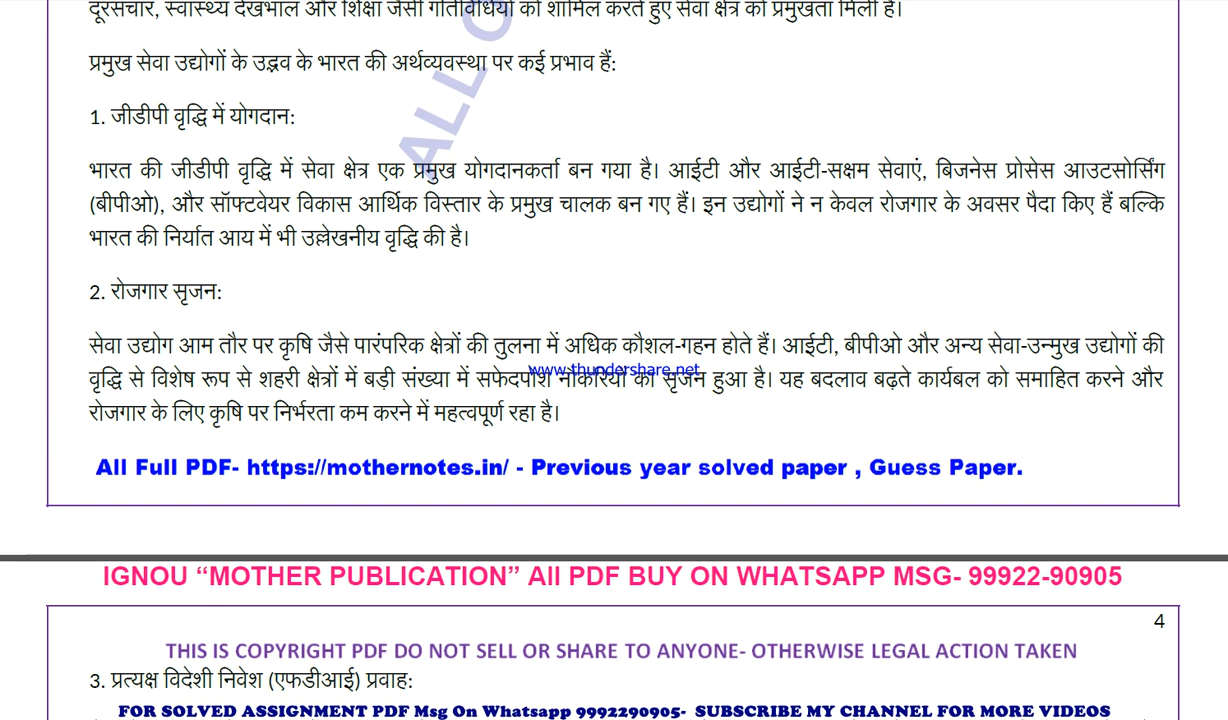 दूरसंचार, स्वास्थ्य देखभाल और शिक्षा जैसी गतिविधियों को शामिल करते हुए सेवा क्षेत्र को प्रमुखता मिली है।
ALL O
प्रमुख सेवा उद्योगों के उद्भव के भारत की अर्थव्यवस्था पर कई प्रभाव हैं:
1. जीडीपी वृद्धि में योगदान:
भारत की जीडीपी वृद्धि में सेवा क्षेत्र एक प्रमुख योगदानकर्ता बन गया है। आईटी और आईटी-सक्षम सेवाएं, बिजनेस प्रोसेस आउटसोर्सिंग
(बीपीओ), और सॉफ्टवेयर विकास आर्थिक विस्तार के प्रमुख चालक बन गए हैं। इन उद्योगों ने न केवल रोजगार के अवसर पैदा किए हैं बल्कि
भारत की निर्यात आय में भी उल्लेखनीय वृद्धि की है।
2. रोजगार सृजन:
सेवा उद्योग आम तौर पर कृषि जैसे पारंपरिक क्षेत्रों की तुलना में अधिक कौशल-गहन होते हैं। आईटी, बीपीओ और अन्य सेवा-उन्मुख उद्योगों की
www.thundershare.net
वृद्धि से विशेष रूप से शहरी क्षेत्रों में बड़ी संख्या में सफेदपोश नौकरियों का सृजन हुआ है। यह बदलाव बढ़ते कार्यबल को समाहित करने और
रोजगार के लिए कृषि पर निर्भरता कम करने में महत्वपूर्ण रहा है।
All Full PDF- https://mothernotes.in/ - Previous year solved paper , Guess Paper.
IGNOU “MOTHER PUBLICATION” All PDF BUY ON WHATSAPP MSG- 99922-90905
4
THIS IS COPYRIGHT PDF DO NOT SELL OR SHARE TO ANYONE- OTHERWISE LEGAL ACTION TAKEN
3. प्रत्यक्ष विदेशी निवेश (एफडीआई) प्रवाह:
FOR SOLVED ASSIGNMENT PDF Msg On Whatsapp 9992290905- SUBSCRIBE MY CHANNEL FOR MORE VIDEOS